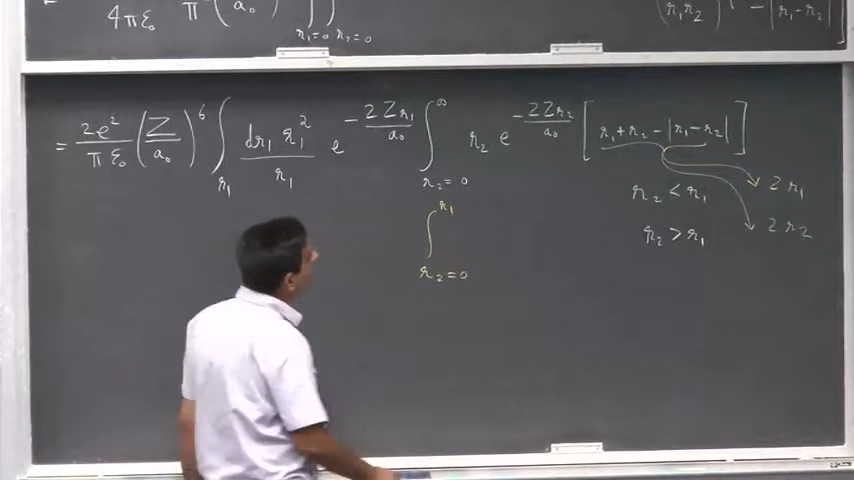 4πε₀ π a₀ r₁=0 r₂=0 r₁r₂ |r₁-r₂|
= 2e²/πε₀ (Z/a₀)⁶ ∫_{r₁} dr₁ r₁²/r₁ e^{-2Zr₁/a₀} ∫_{r₂=0}^{∞} r₂ e^{-2Zr₂/a₀} [r₁+r₂-|r₁-r₂|]
r₂<r₁ 2r₁
∫_{r₂=0}^{r₁} r₂>r₁ 2r₂